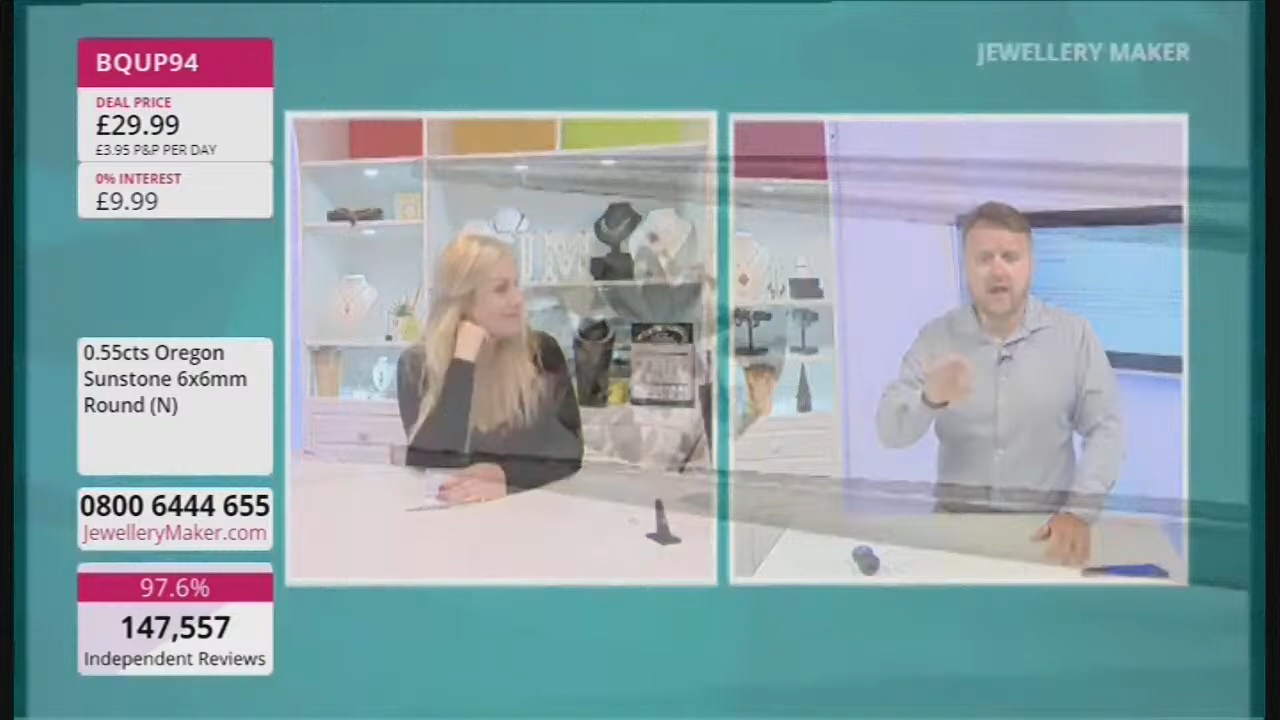 BQUP94
DEAL PRICE
£29.99
£3.95 P&P PER DAY
0% INTEREST
£9.99
0.55cts Oregon
Sunstone 6x6mm
Round (N)
0800 6444 655
JewelleryMaker.com
97.6%
147,557
Independent Reviews
JEWELLERY MAKER
JM